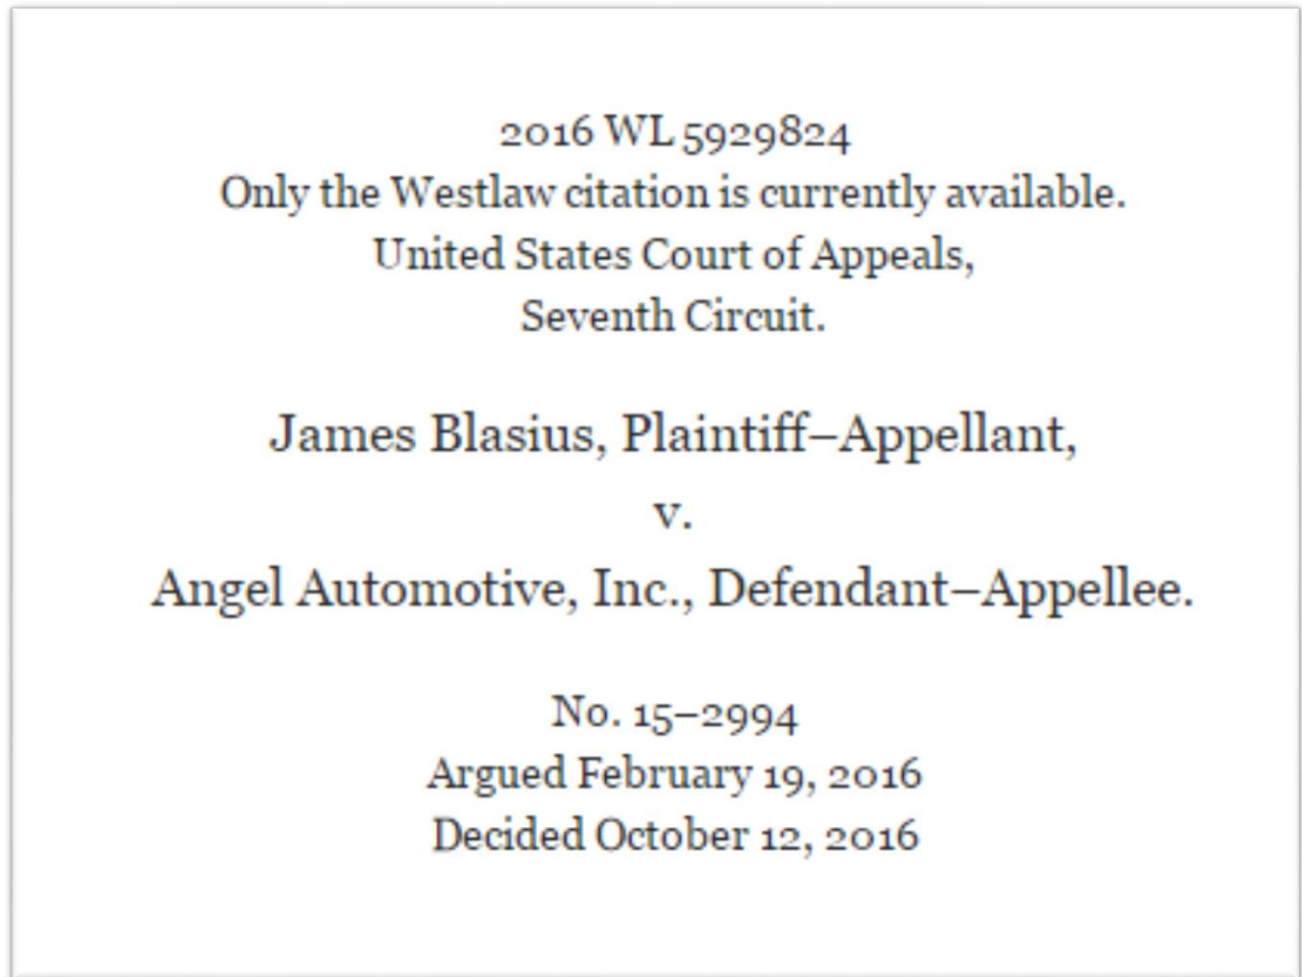 2016 WL 5929824
Only the Westlaw citation is currently available.
United States Court of Appeals,
Seventh Circuit.
James Blasius, Plaintiff–Appellant,
v.
Angel Automotive, Inc., Defendant–Appellee.
No. 15–2994
Argued February 19, 2016
Decided October 12, 2016